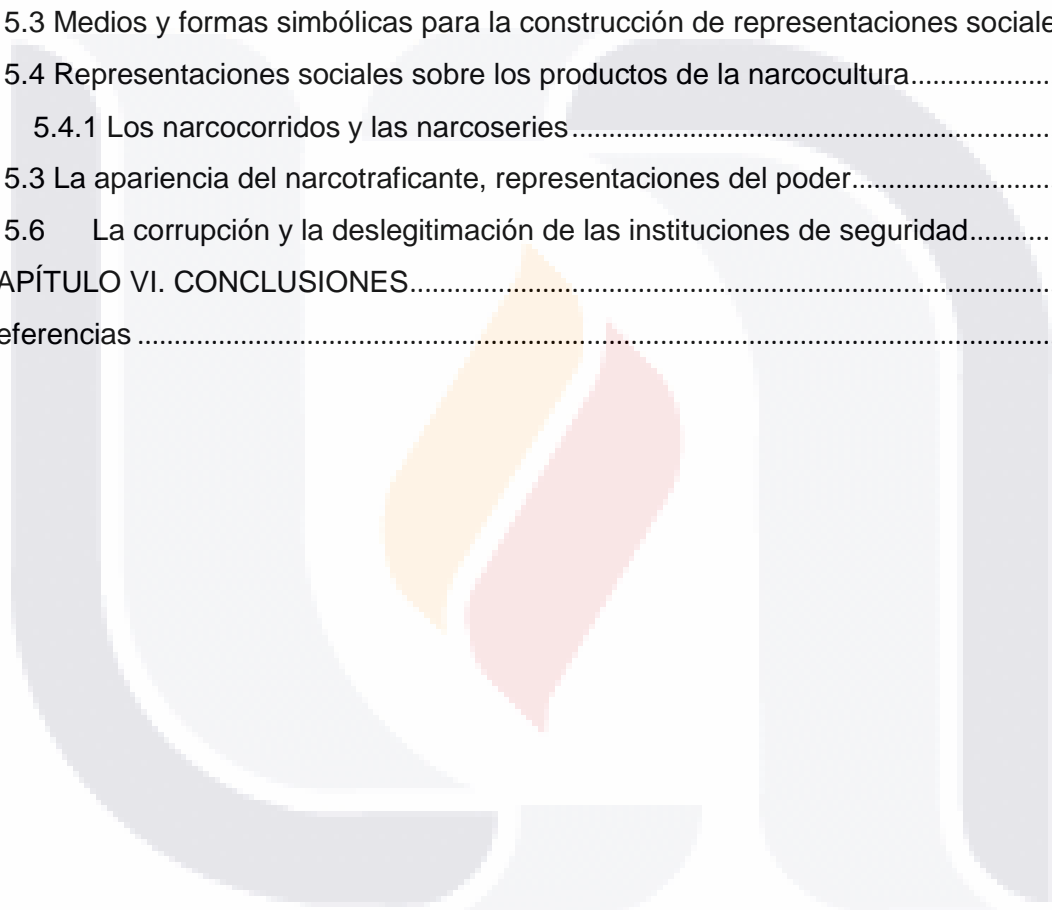 5.3 Medios y formas simbólicas para la construcción de representaciones sociale
5.4 Representaciones sociales sobre los productos de la narcocultura..................
5.4.1 Los narcocorridos y las narcoseries..............................................................
5.3 La apariencia del narcotraficante, representaciones del poder.........................
5.6 La corrupción y la deslegitimación de las instituciones de seguridad...........
APÍTULO VI. CONCLUSIONES................................................................................
eferencias ..................................................................................................................